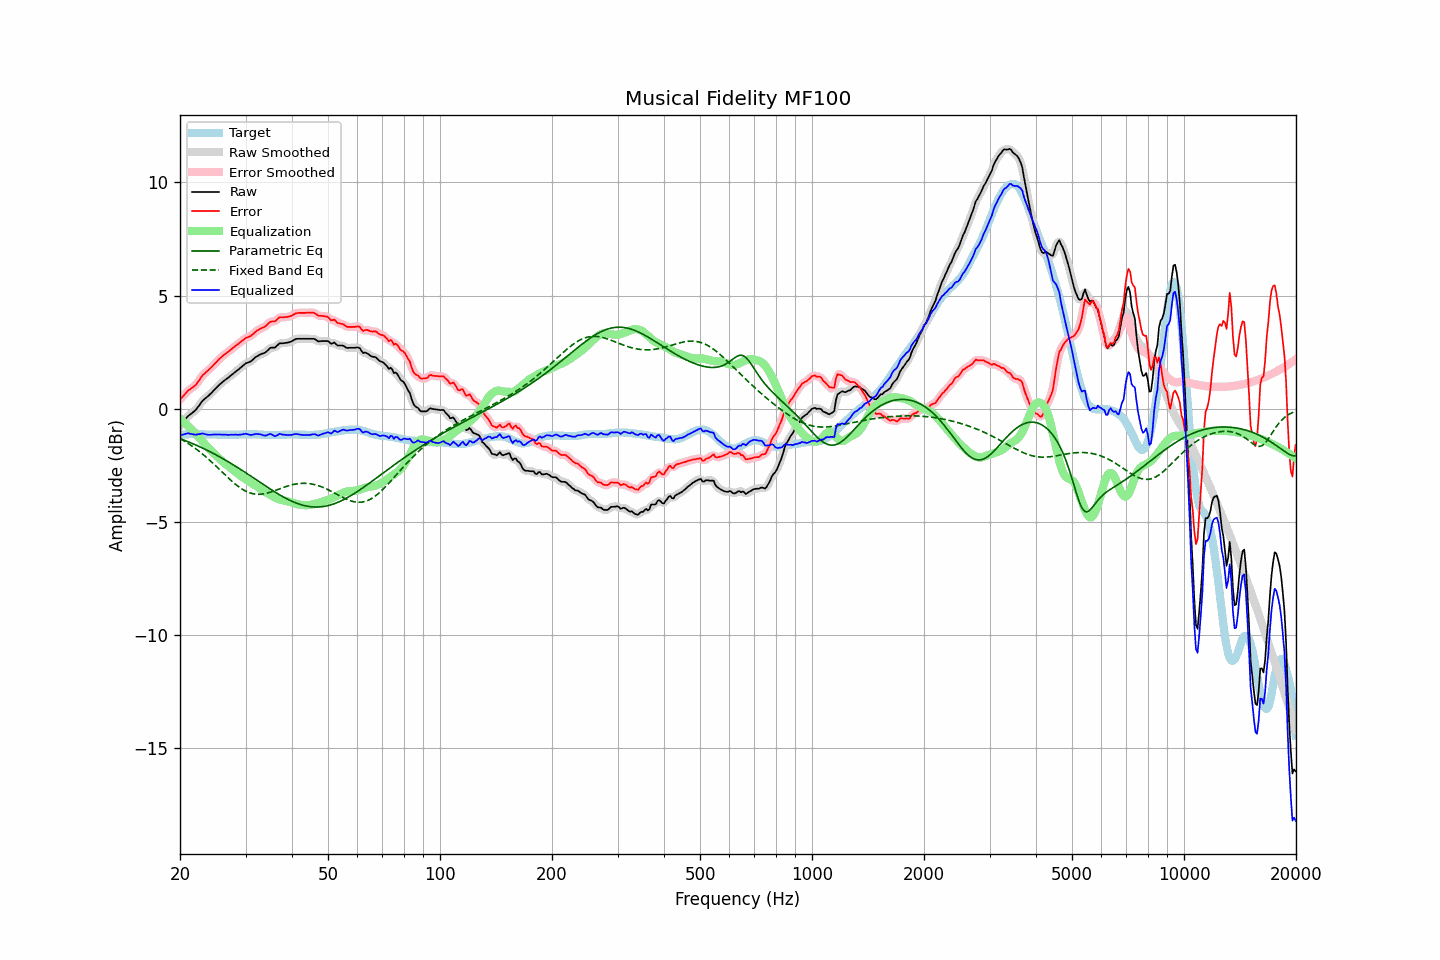 Musical Fidelity MF100
Target
Raw Smoothed
Error Smoothed
Raw
Error
Equalization
Parametric Eq
Fixed Band Eq
Equalized
10
5
0
−5
−10
−15
Amplitude (dBr)
20 50 100 200 500 1000 2000 5000 10000 20000
Frequency (Hz)